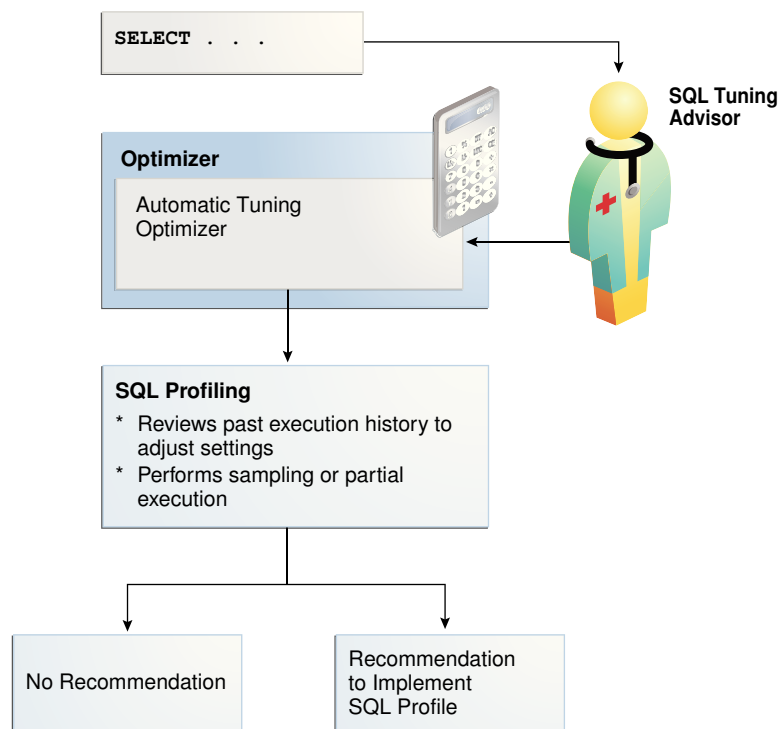 SELECT . . .
SQL Tuning
Advisor
Optimizer
Automatic Tuning
Optimizer
SQL Profiling
* Reviews past execution history to
adjust settings
* Performs sampling or partial
execution
No Recommendation
Recommendation
to Implement
SQL Profile